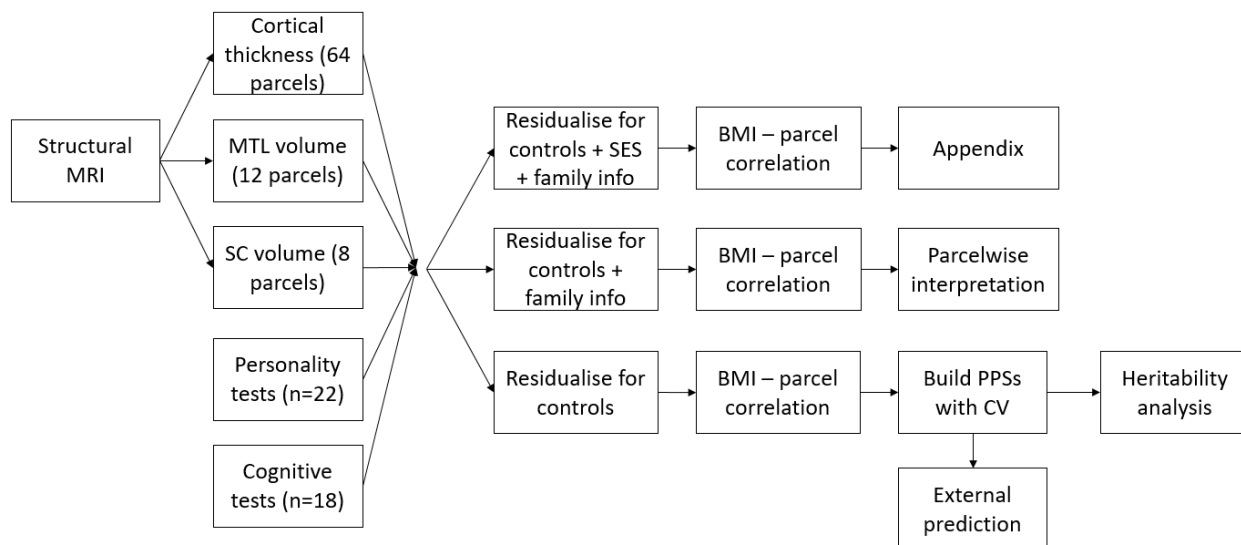 Structural
MRI
Cortical
thickness (64
parcels)
MTL volume
(12 parcels)
SC volume (8
parcels)
Personality
tests (n=22)
Cognitive
tests (n=18)
Residualise for
controls + SES
+ family info
BMI – parcel
correlation
Appendix
Residualise for
controls +
family info
BMI – parcel
correlation
Parcelwise
interpretation
Residualise for
controls
BMI – parcel
correlation
Build PPSs
with CV
Heritability
analysis
External
prediction